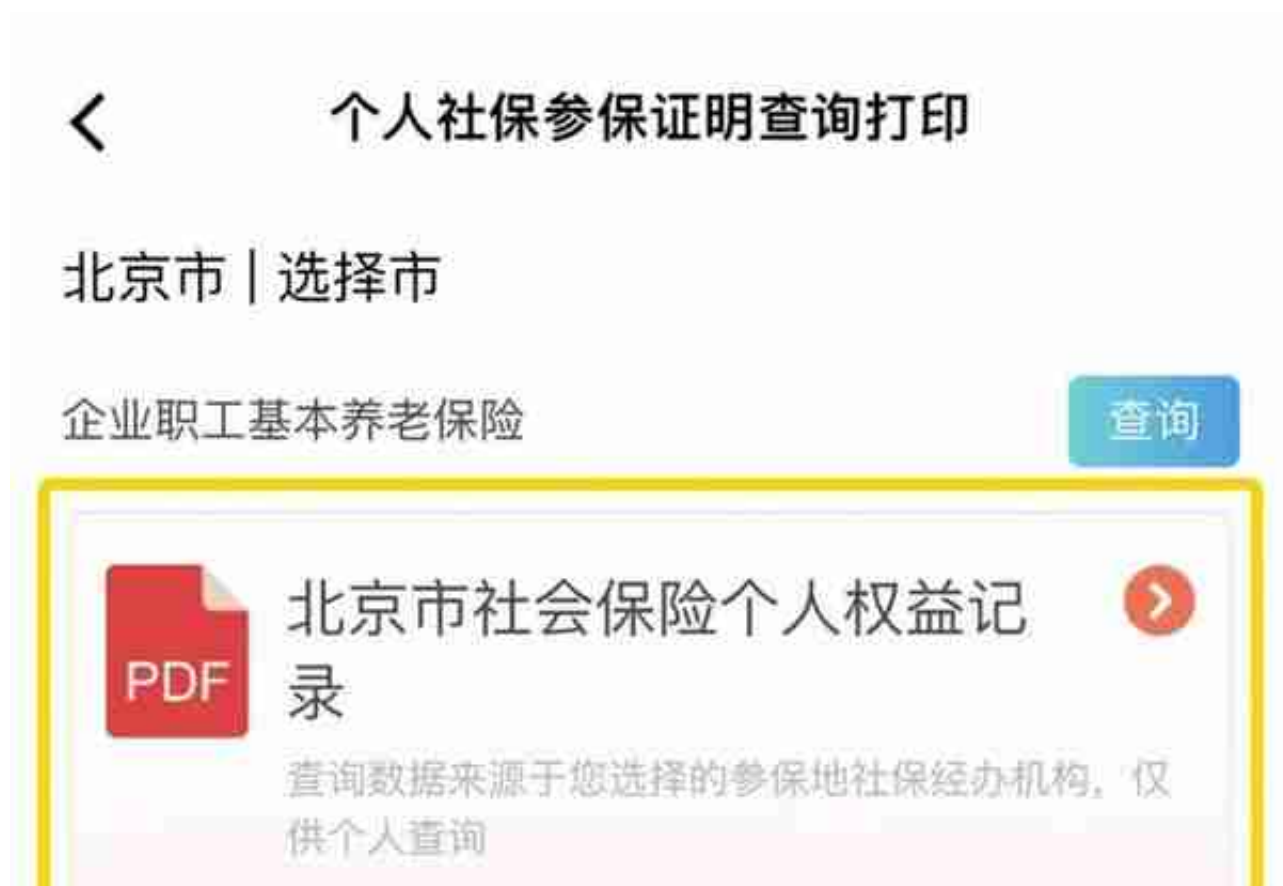 个人社保参保证明查询打印
北京市 | 选择市
企业职工基本养老保险
查询
北京市社会保险个人权益记
录
PDF
查询数据来源于您选择的参保地社保经办机构，仅
供个人查询